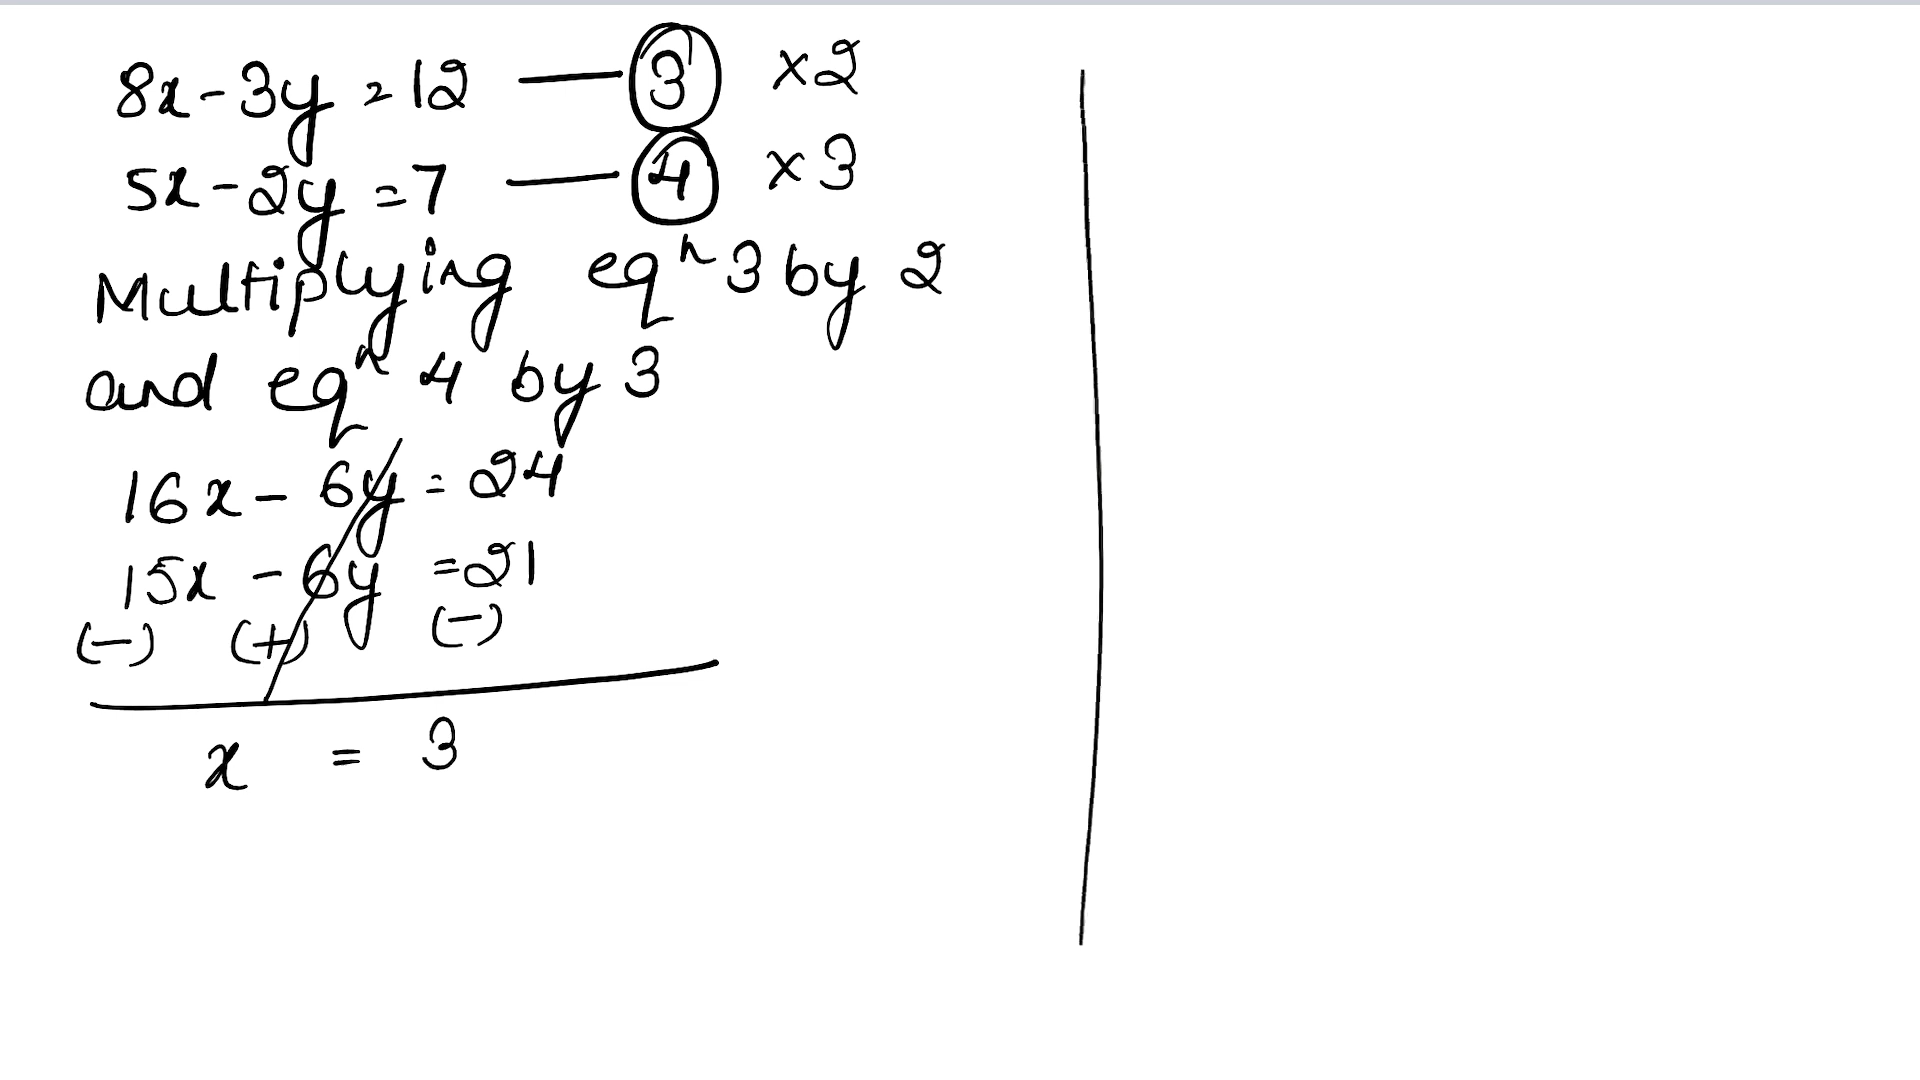 8x - 3y = 12 — 3 ×2
5x - 2y = 7 — 4 ×3
Multiplying eqⁿ 3 by 2
and eqⁿ 4 by 3
16x - 6y = 24
15x - 6y = 21
(-) (+) (-)
x = 3